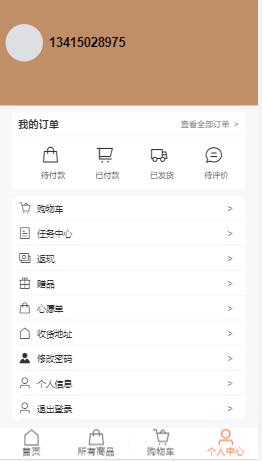 13415028975
我的订单 查看全部订单 >
待付款 已付款 已发货 待评价
购物车 >
任务中心 >
返现 >
赠品 >
心愿单 >
收货地址 >
修改密码 >
个人信息 >
退出登录 >
首页 所有商品 购物车 个人中心